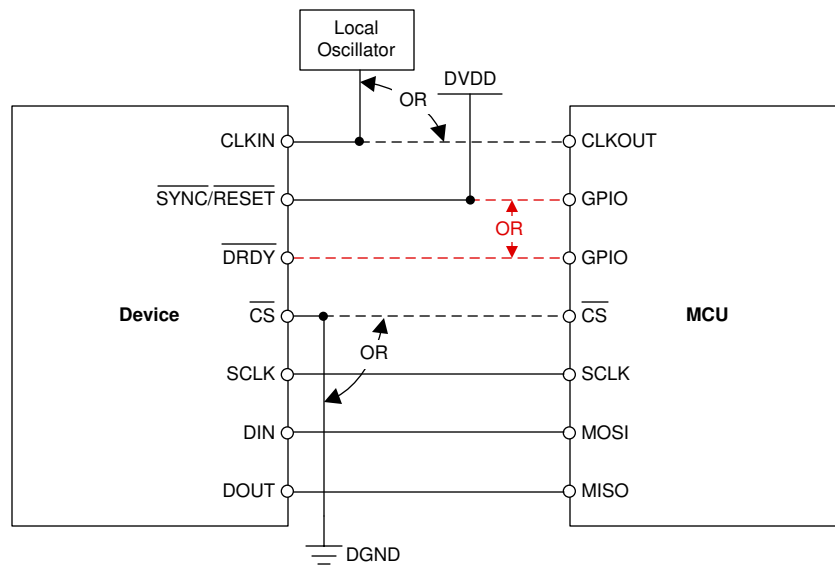 Local
Oscillator
DVDD
OR
CLKIN
CLKOUT
SYNC/RESET
GPIO
OR
DRDY
GPIO
Device
CS
CS
MCU
OR
SCLK
SCLK
DIN
MOSI
DOUT
MISO
DGND